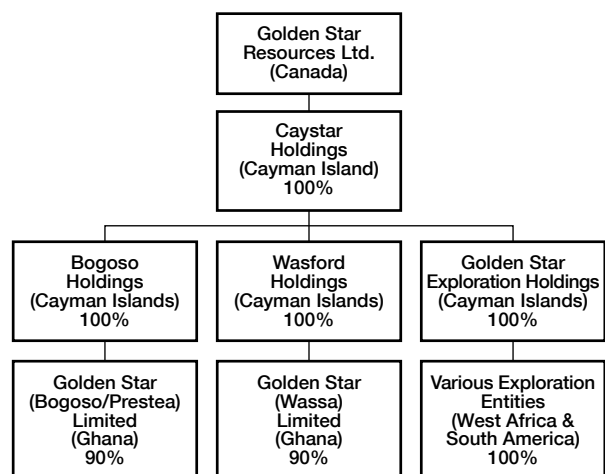 Golden Star
Resources Ltd.
(Canada)
Caystar
Holdings
(Cayman Island)
100%
Bogoso
Holdings
(Cayman Islands)
100%
Wasford
Holdings
(Cayman Islands)
100%
Golden Star
Exploration Holdings
(Cayman Islands)
100%
Golden Star
(Bogoso/Prestea)
Limited
(Ghana)
90%
Golden Star
(Wassa)
Limited
(Ghana)
90%
Various Exploration
Entities
(West Africa &
South America)
100%